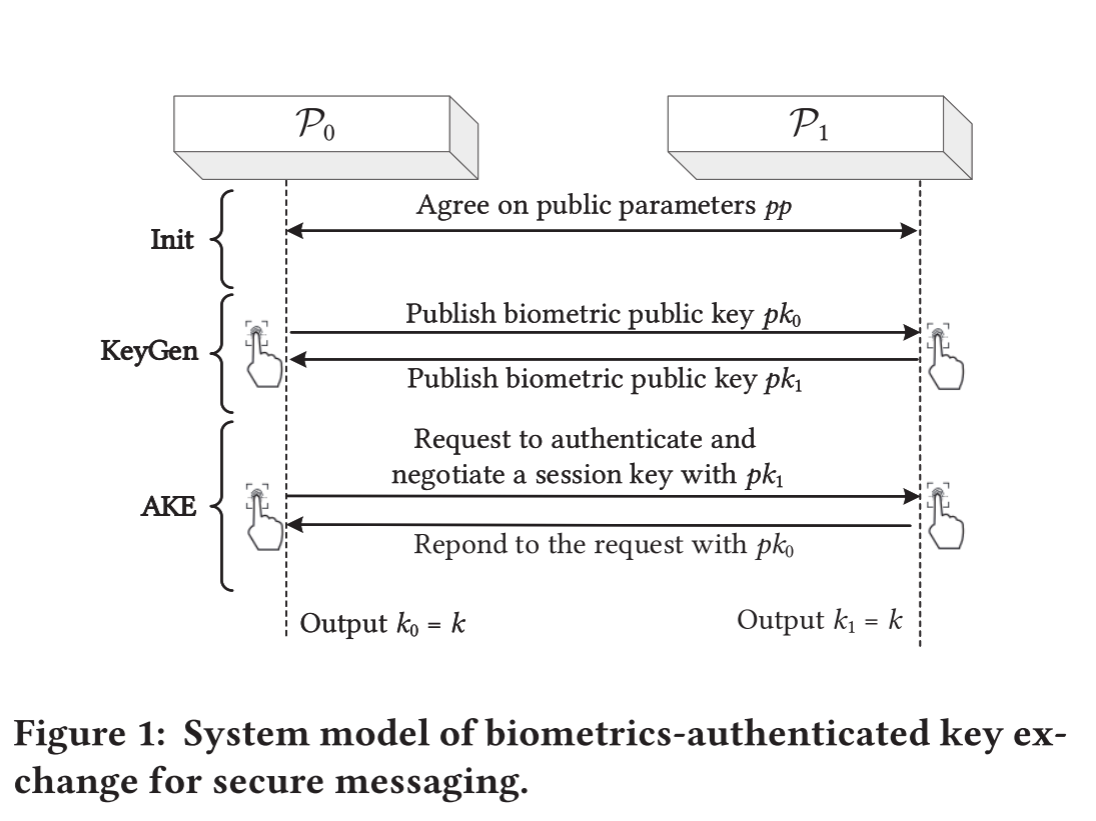 P₀
P₁
Agree on public parameters pp
Init
Publish biometric public key pk₀
KeyGen
Publish biometric public key pk₁
Request to authenticate and
negotiate a session key with pk₁
AKE
Repond to the request with pk₀
Output k₀ = k
Output k₁ = k
Figure 1: System model of biometrics-authenticated key ex-
change for secure messaging.